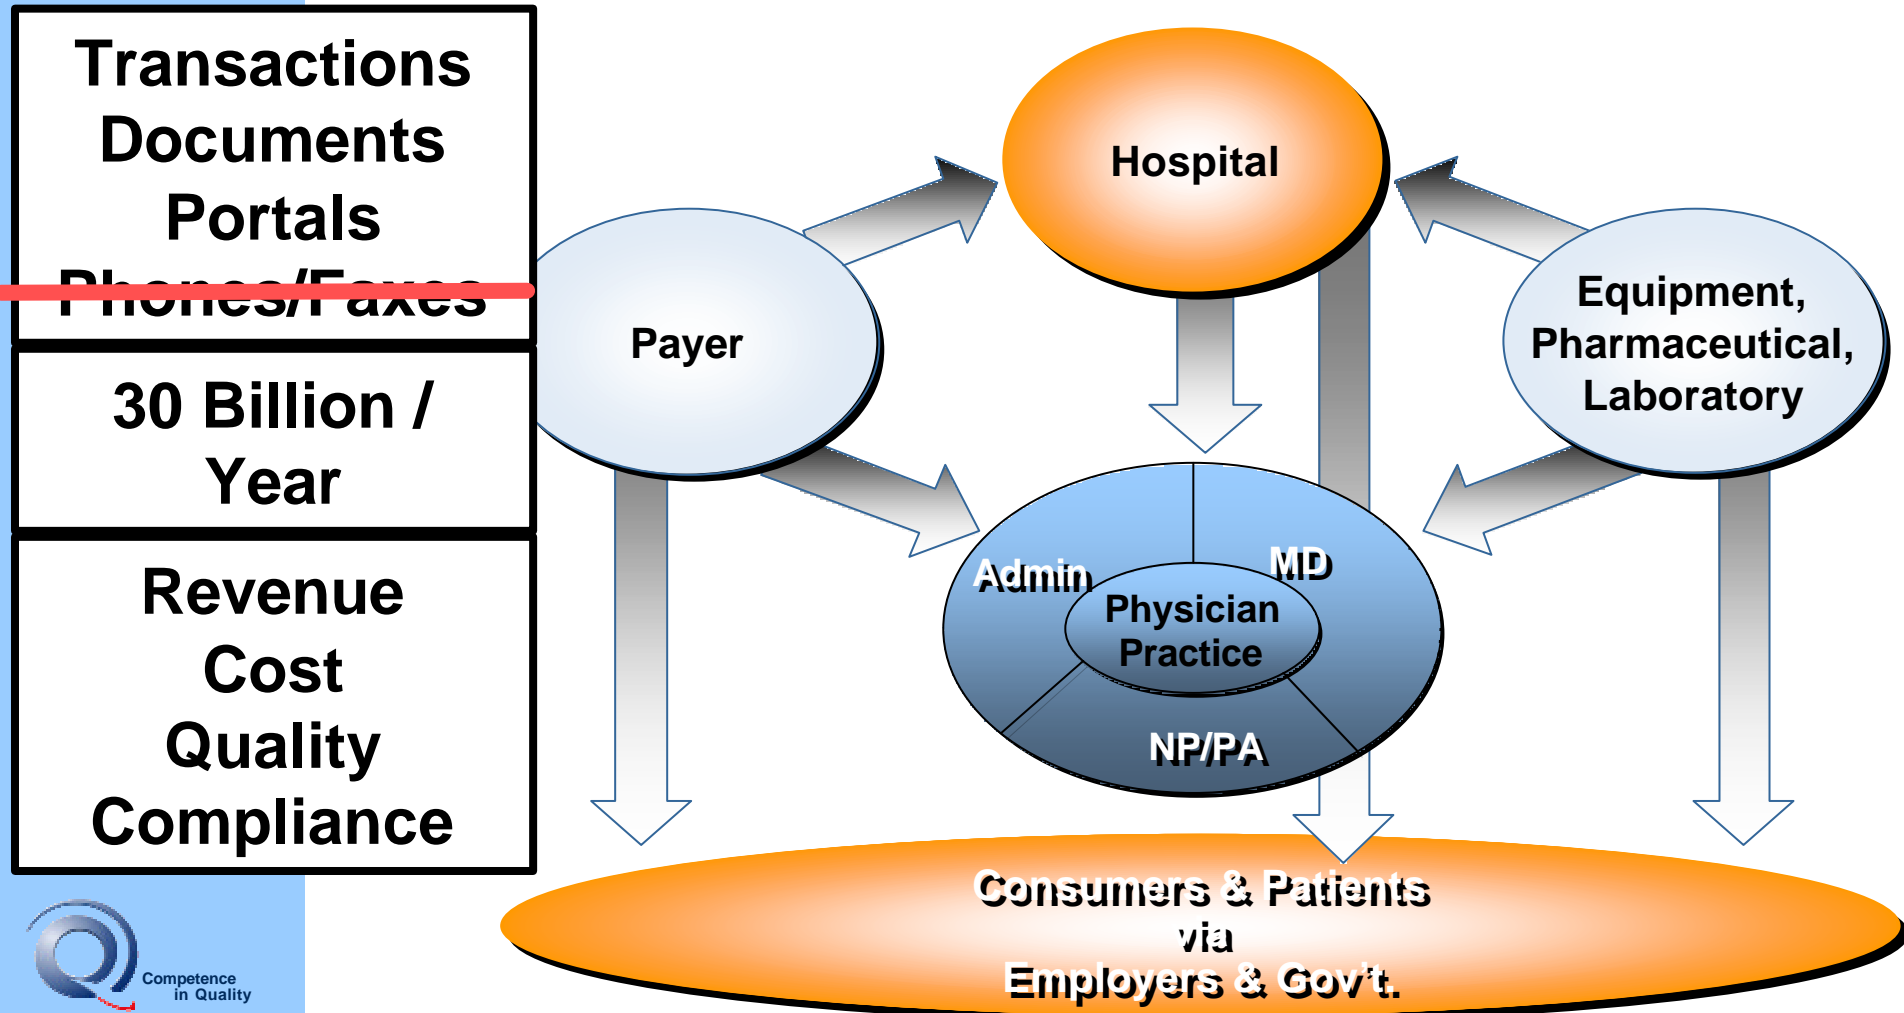 Transactions
Documents
Portals
Phones/Faxes
30 Billion /
Year
Revenue
Cost
Quality
Compliance
Hospital
Payer
Equipment,
Pharmaceutical,
Laboratory
Admin
MD
Physician
Practice
NP/PA
Consumers & Patients
via
Employers & Gov't.
Competence
in Quality